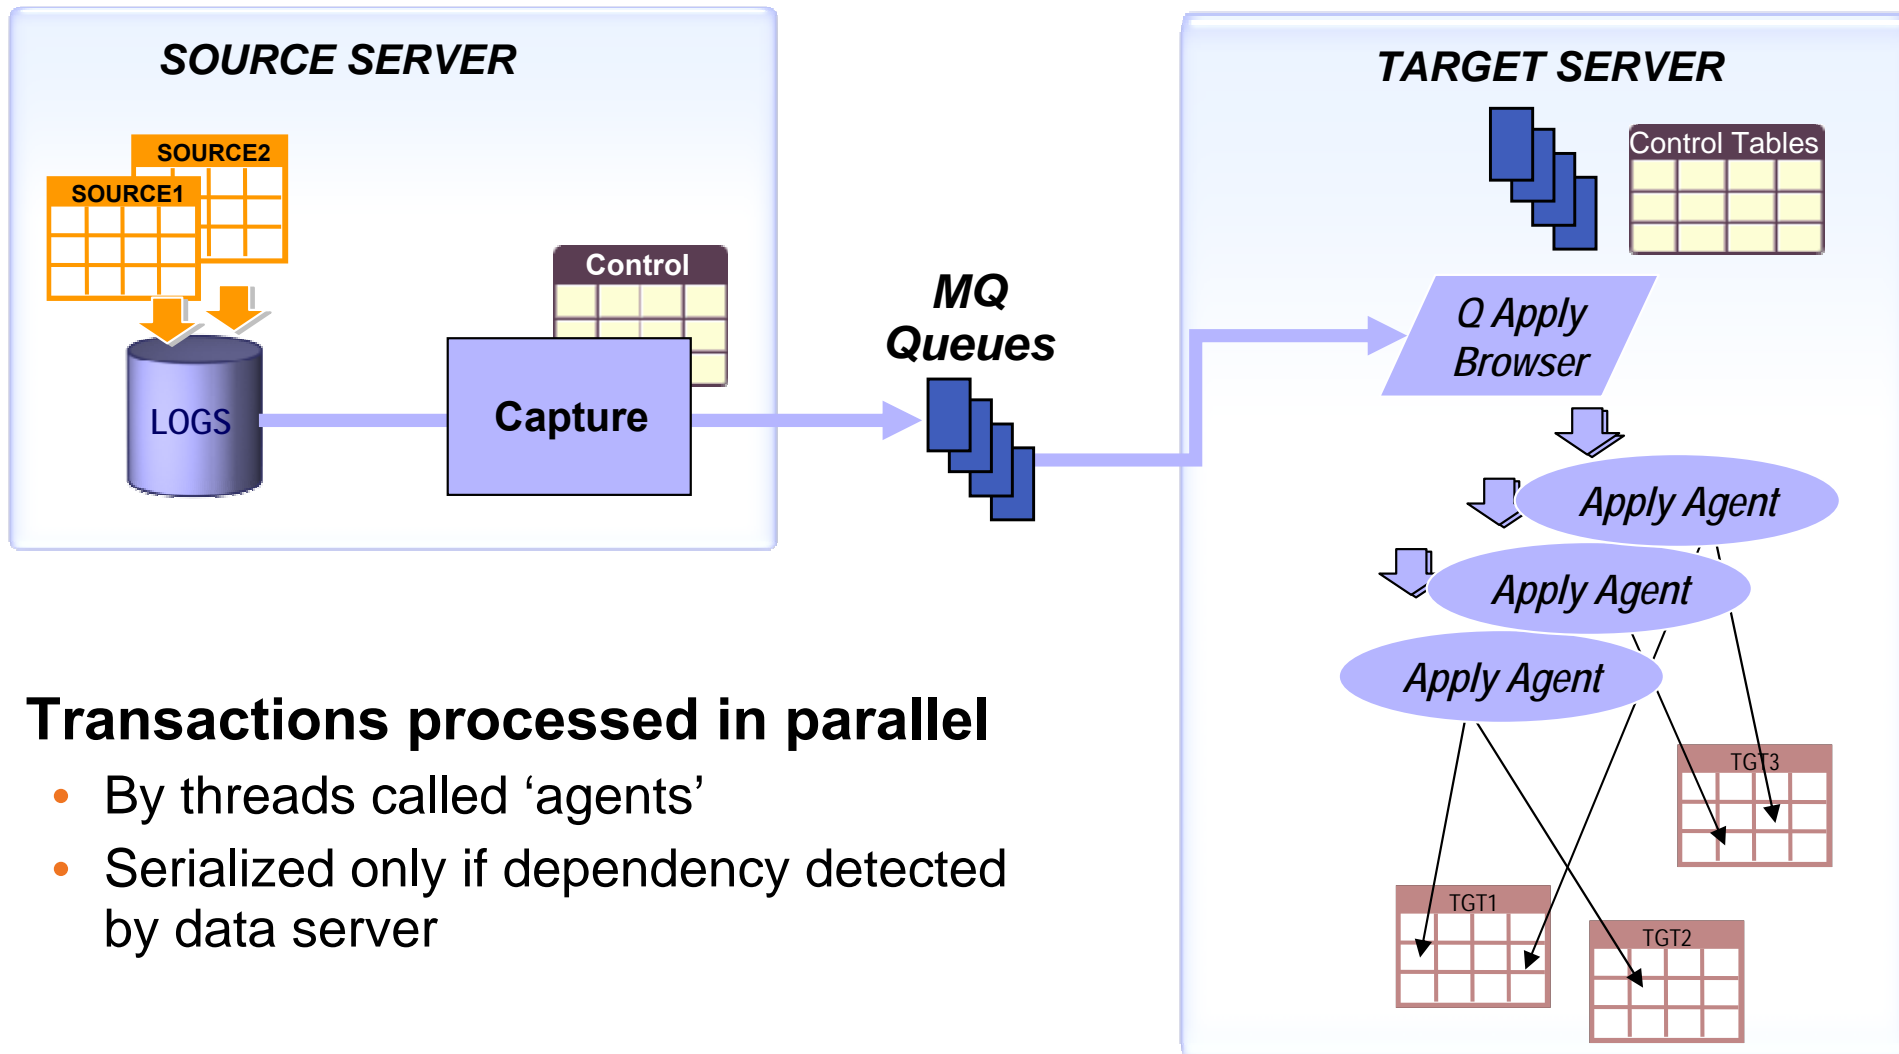 SOURCE SERVER
SOURCE2
SOURCE1
Control
LOGS
Capture
MQ
Queues
TARGET SERVER
Control Tables
Q Apply
Browser
Apply Agent
Apply Agent
Apply Agent
TGT3
TGT1
TGT2
Transactions processed in parallel
• By threads called ‘agents’
• Serialized only if dependency detected
by data server